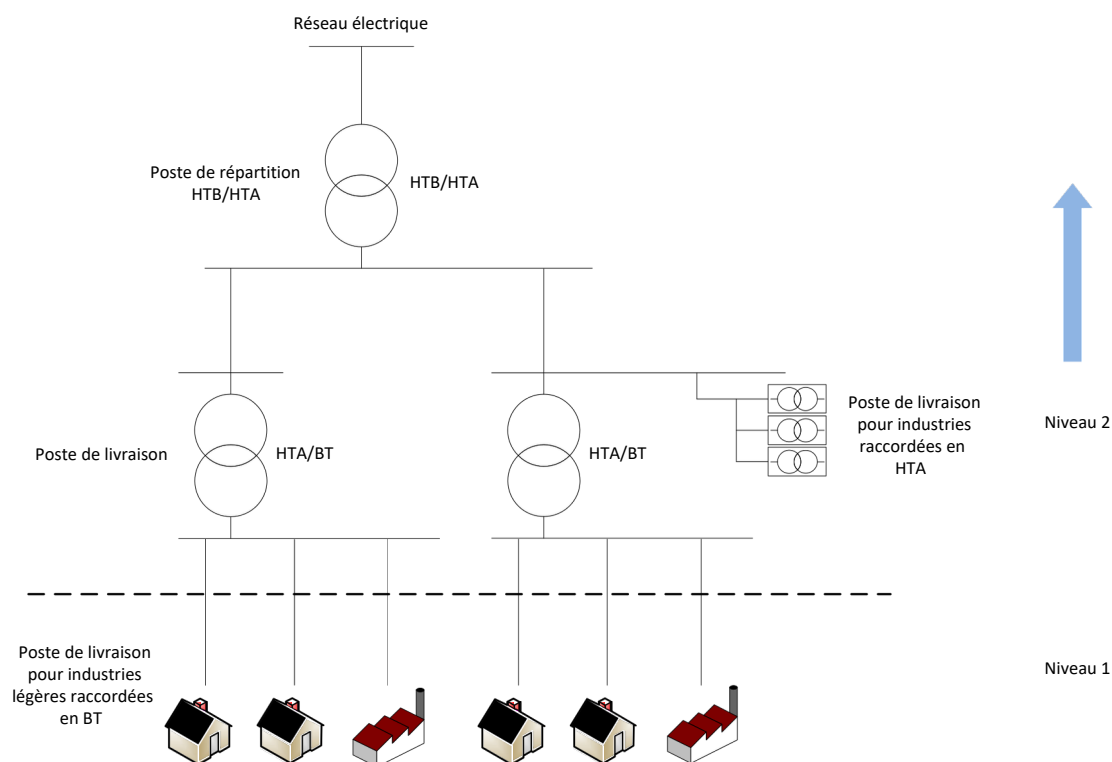 Réseau électrique
Poste de répartition
HTB/HTA
HTB/HTA
Poste de livraison
HTA/BT
HTA/BT
Poste de livraison
pour industries
raccordées en
HTA
Niveau 2
Poste de livraison
pour industries
légères raccordées
en BT
Niveau 1